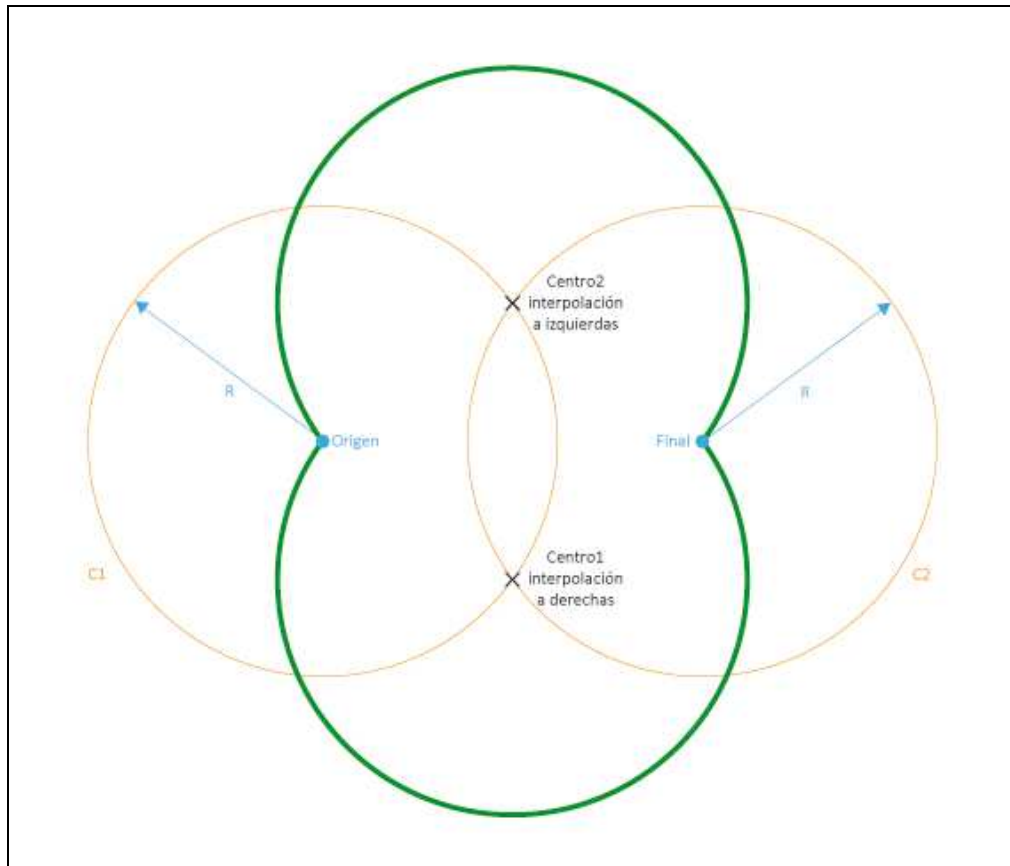 Centro2
interpolación
a izquierdas
R
R
Origen
Final
Centro1
interpolación
a derechas
C1
C2